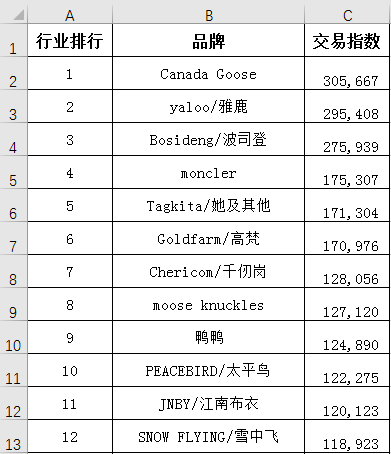 A B C
1 行业排行 品牌 交易指数
2 1 Canada Goose 305,667
3 2 yaloo/雅鹿 295,408
4 3 Bosideng/波司登 275,939
5 4 moncler 175,307
6 5 Tagkita/她及其他 171,304
7 6 Goldfarm/高梵 170,976
8 7 Chericom/千仞岗 128,056
9 8 moose knuckles 127,120
10 9 鸭鸭 124,890
11 10 PEACEBIRD/太平鸟 122,275
12 11 JNBY/江南布衣 120,123
13 12 SNOW FLYING/雪中飞 118,923